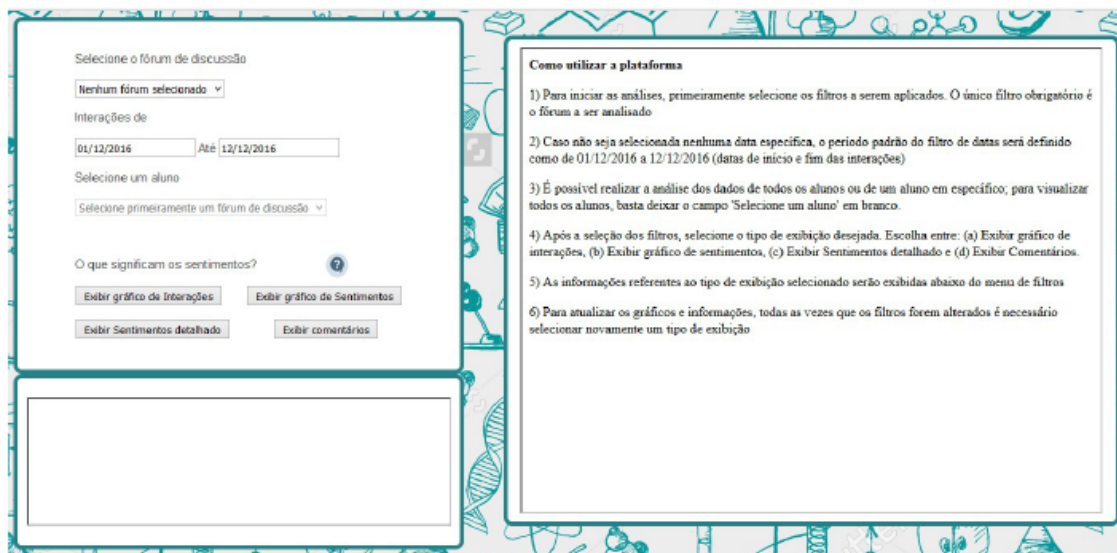 Selecione o fórum de discussão
Nenhum fórum selecionado
Interações de
01/12/2016 Até 12/12/2016
Selecione um aluno
Selecione primeiramente um fórum de discussão
O que significam os sentimentos? ?
Exibir gráfico de Interações Exibir gráfico de Sentimentos
Exibir Sentimentos detalhado Exibir comentários
Como utilizar a plataforma
1) Para iniciar as análises, primeiramente selecione os filtros a serem aplicados. O único filtro obrigatório é
o fórum a ser analisado
2) Caso não seja selecionada nenhuma data específica, o período padrão do filtro de datas será definido
como de 01/12/2016 a 12/12/2016 (datas de início e fim das interações)
3) É possível realizar a análise dos dados de todos os alunos ou de um aluno em específico; para visualizar
todos os alunos, basta deixar o campo 'Selecione um aluno' em branco.
4) Após a seleção dos filtros, selecione o tipo de exibição desejada. Escolha entre: (a) Exibir gráfico de
interações, (b) Exibir gráfico de sentimentos, (c) Exibir Sentimentos detalhado e (d) Exibir Comentários.
5) As informações referentes ao tipo de exibição selecionado serão exibidas abaixo do menu de filtros
6) Para atualizar os gráficos e informações, todas as vezes que os filtros forem alterados é necessário
selecionar novamente um tipo de exibição